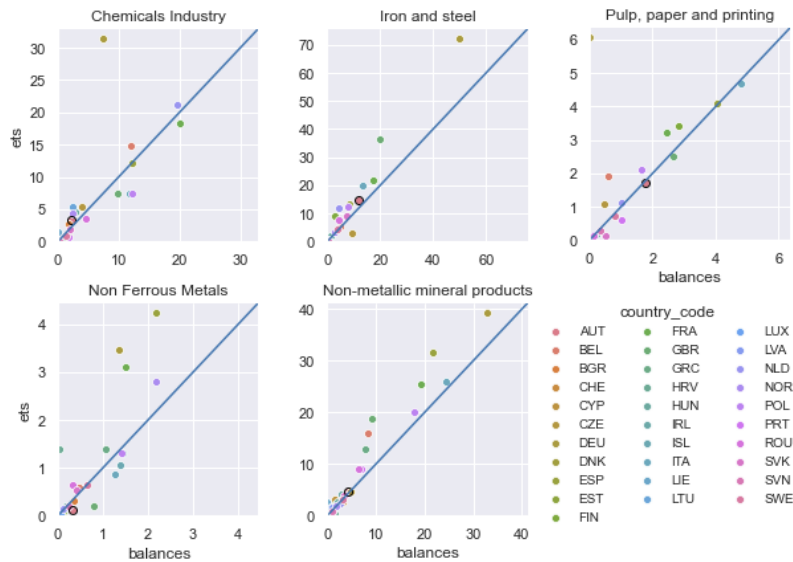 Chemicals Industry
Iron and steel
Pulp, paper and printing
30
25
20
15
10
5
0
ets
0
10
20
30
70
60
50
40
30
20
10
0
0
20
40
60
6
5
4
3
2
1
0
0
2
4
6
balances
Non Ferrous Metals
Non-metallic mineral products
4
3
2
1
0
ets
0
2
4
balances
40
30
20
10
0
0
10
20
30
40
balances
country_code
AUT FRA LUX
BEL GBR LVA
BGR GRC NLD
CHE HRV NOR
CYP HUN POL
CZE IRL PRT
DEU ISL ROU
DNK ITA SVK
ESP LIE SVN
EST LTU SWE
FIN